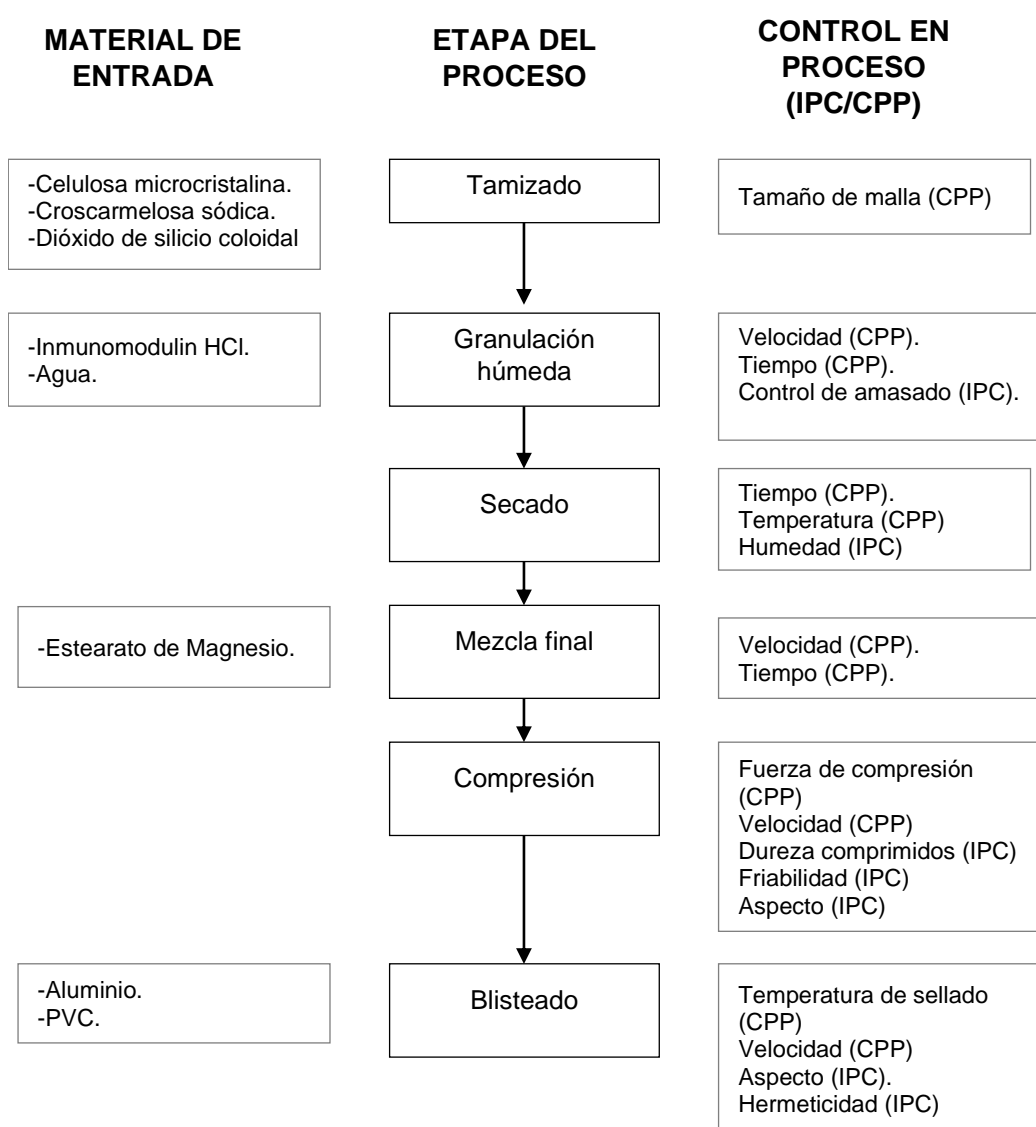 MATERIAL DE
ENTRADA
ETAPA DEL
PROCESO
CONTROL EN
PROCESO
(IPC/CPP)
-Celulosa microcristalina.
-Croscarmelosa sódica.
-Dióxido de silicio coloidal
Tamizado
Tamaño de malla (CPP)
-Inmunomodulin HCl.
-Agua.
Granulación
húmeda
Velocidad (CPP).
Tiempo (CPP).
Control de amasado (IPC).
Secado
Tiempo (CPP).
Temperatura (CPP)
Humedad (IPC)
-Estearato de Magnesio.
Mezcla final
Velocidad (CPP).
Tiempo (CPP).
Compresión
Fuerza de compresión
(CPP)
Velocidad (CPP)
Dureza comprimidos (IPC)
Friabilidad (IPC)
Aspecto (IPC)
-Aluminio.
-PVC.
Blisteado
Temperatura de sellado
(CPP)
Velocidad (CPP)
Aspecto (IPC).
Hermeticidad (IPC)